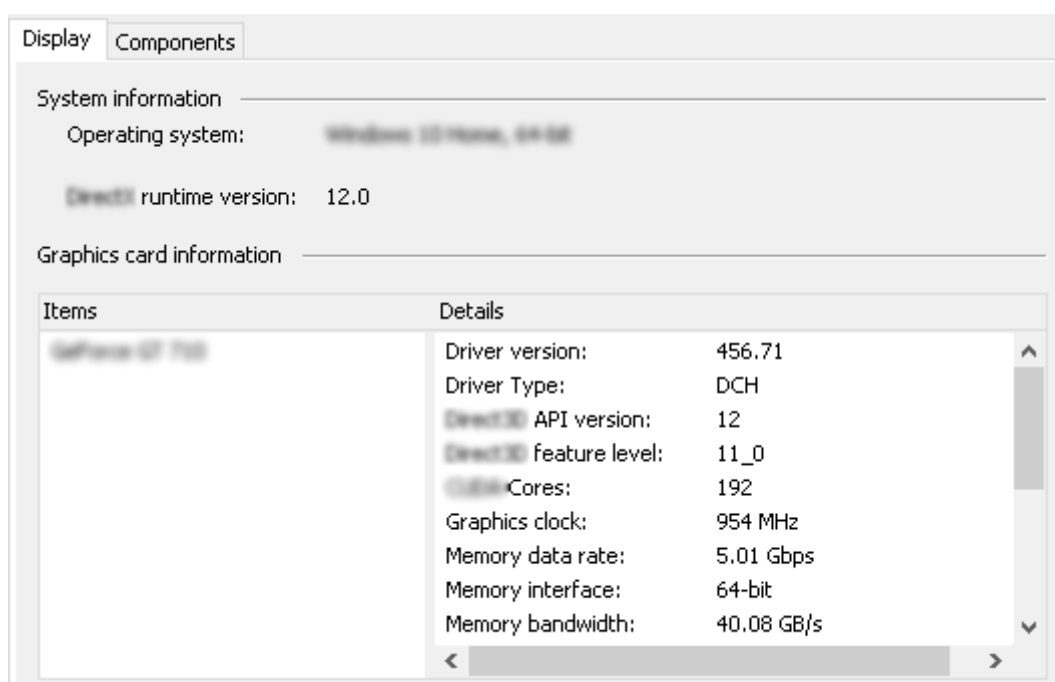 Display Components
System information
Operating system:
runtime version: 12.0
Graphics card information
Items Details
Driver version: 456.71
Driver Type: DCH
API version: 12
feature level: 11_0
Cores: 192
Graphics clock: 954 MHz
Memory data rate: 5.01 Gbps
Memory interface: 64-bit
Memory bandwidth: 40.08 GB/s